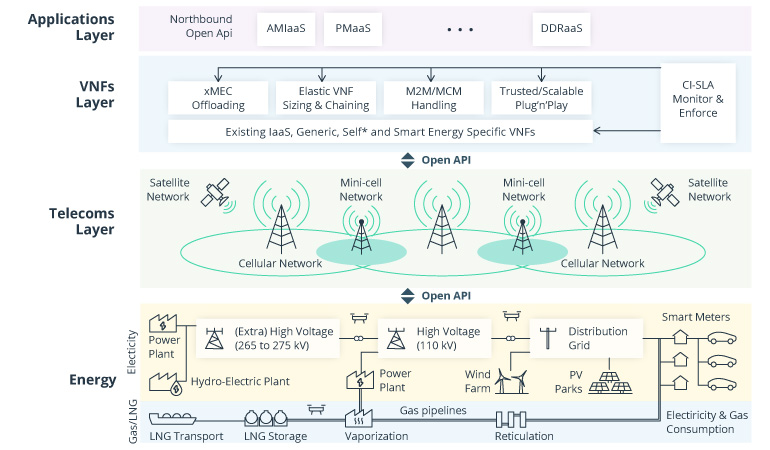 Applications
Layer
Northbound
Open Api
AMIaaS
PMaaS
• • •
DDRaaS
VNFs
Layer
xMEC
Offloading
Elastic VNF
Sizing & Chaining
M2M/MCM
Handling
Trusted/Scalable
Plug'n'Play
CI-SLA
Monitor &
Enforce
Existing IaaS, Generic, Self* and Smart Energy Specific VNFs
Open API
Telecoms
Layer
Satellite
Network
Mini-cell
Network
Mini-cell
Network
Satellite
Network
Cellular Network
Cellular Network
Open API
Energy
Electicity
Power
Plant
(Extra) High Voltage
(265 to 275 kV)
High Voltage
(110 kV)
Distribution
Grid
Smart Meters
Hydro-Electric Plant
Power
Plant
Wind
Farm
PV
Parks
Gas/LNG
Gas pipelines
LNG Transport
LNG Storage
Vaporization
Reticulation
Electricity & Gas
Consumption